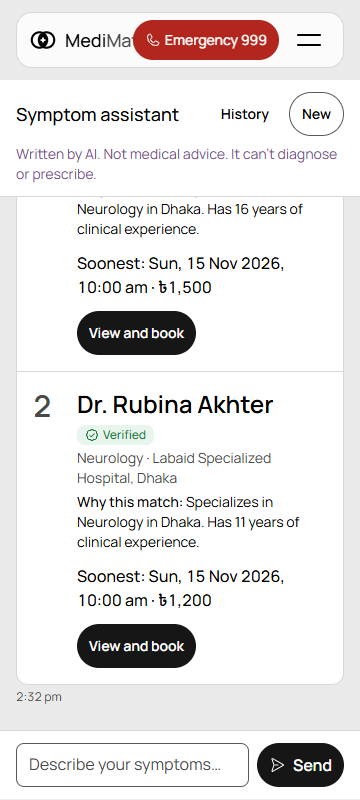 MediMa
Emergency 999
Symptom assistant
History
New
Written by AI. Not medical advice. It can't diagnose
or prescribe.
Neurology in Dhaka. Has 16 years of
clinical experience.
Soonest: Sun, 15 Nov 2026,
10:00 am · ৳1,500
View and book
2
Dr. Rubina Akhter
Verified
Neurology · Labaid Specialized
Hospital, Dhaka
Why this match: Specializes in
Neurology in Dhaka. Has 11 years of
clinical experience.
Soonest: Sun, 15 Nov 2026,
10:00 am · ৳1,200
View and book
2:32 pm
Describe your symptoms…
Send